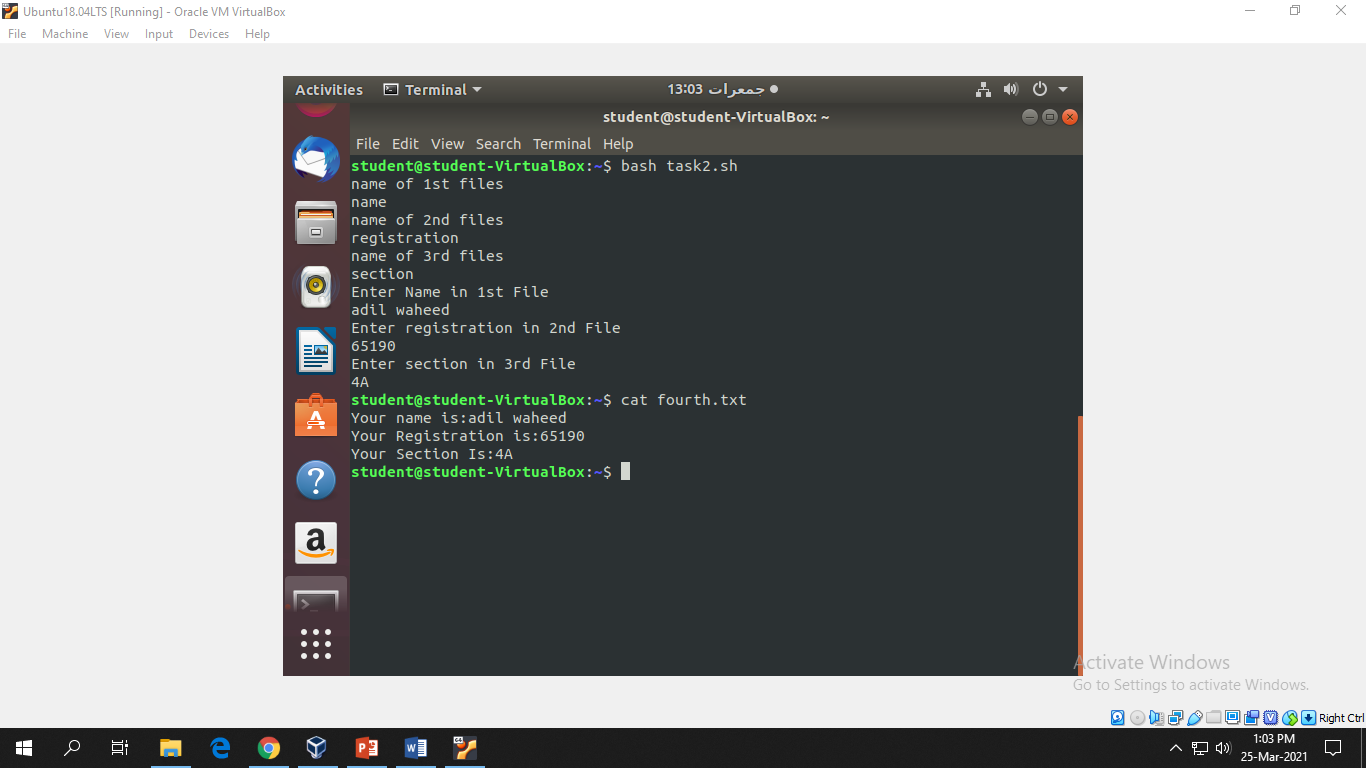 Ubuntu18.04LTS [Running] - Oracle VM VirtualBox
File Machine View Input Devices Help
Activities Terminal جمعرات 13:03
student@student-VirtualBox: ~
File Edit View Search Terminal Help
student@student-VirtualBox:~$ bash task2.sh
name of 1st files
name
name of 2nd files
registration
name of 3rd files
section
Enter Name in 1st File
adil waheed
Enter registration in 2nd File
65190
Enter section in 3rd File
4A
student@student-VirtualBox:~$ cat fourth.txt
Your name is:adil waheed
Your Registration is:65190
Your Section Is:4A
student@student-VirtualBox:~$
Activate Windows
Go to Settings to activate Windows.
Right Ctrl
1:03 PM
25-Mar-2021